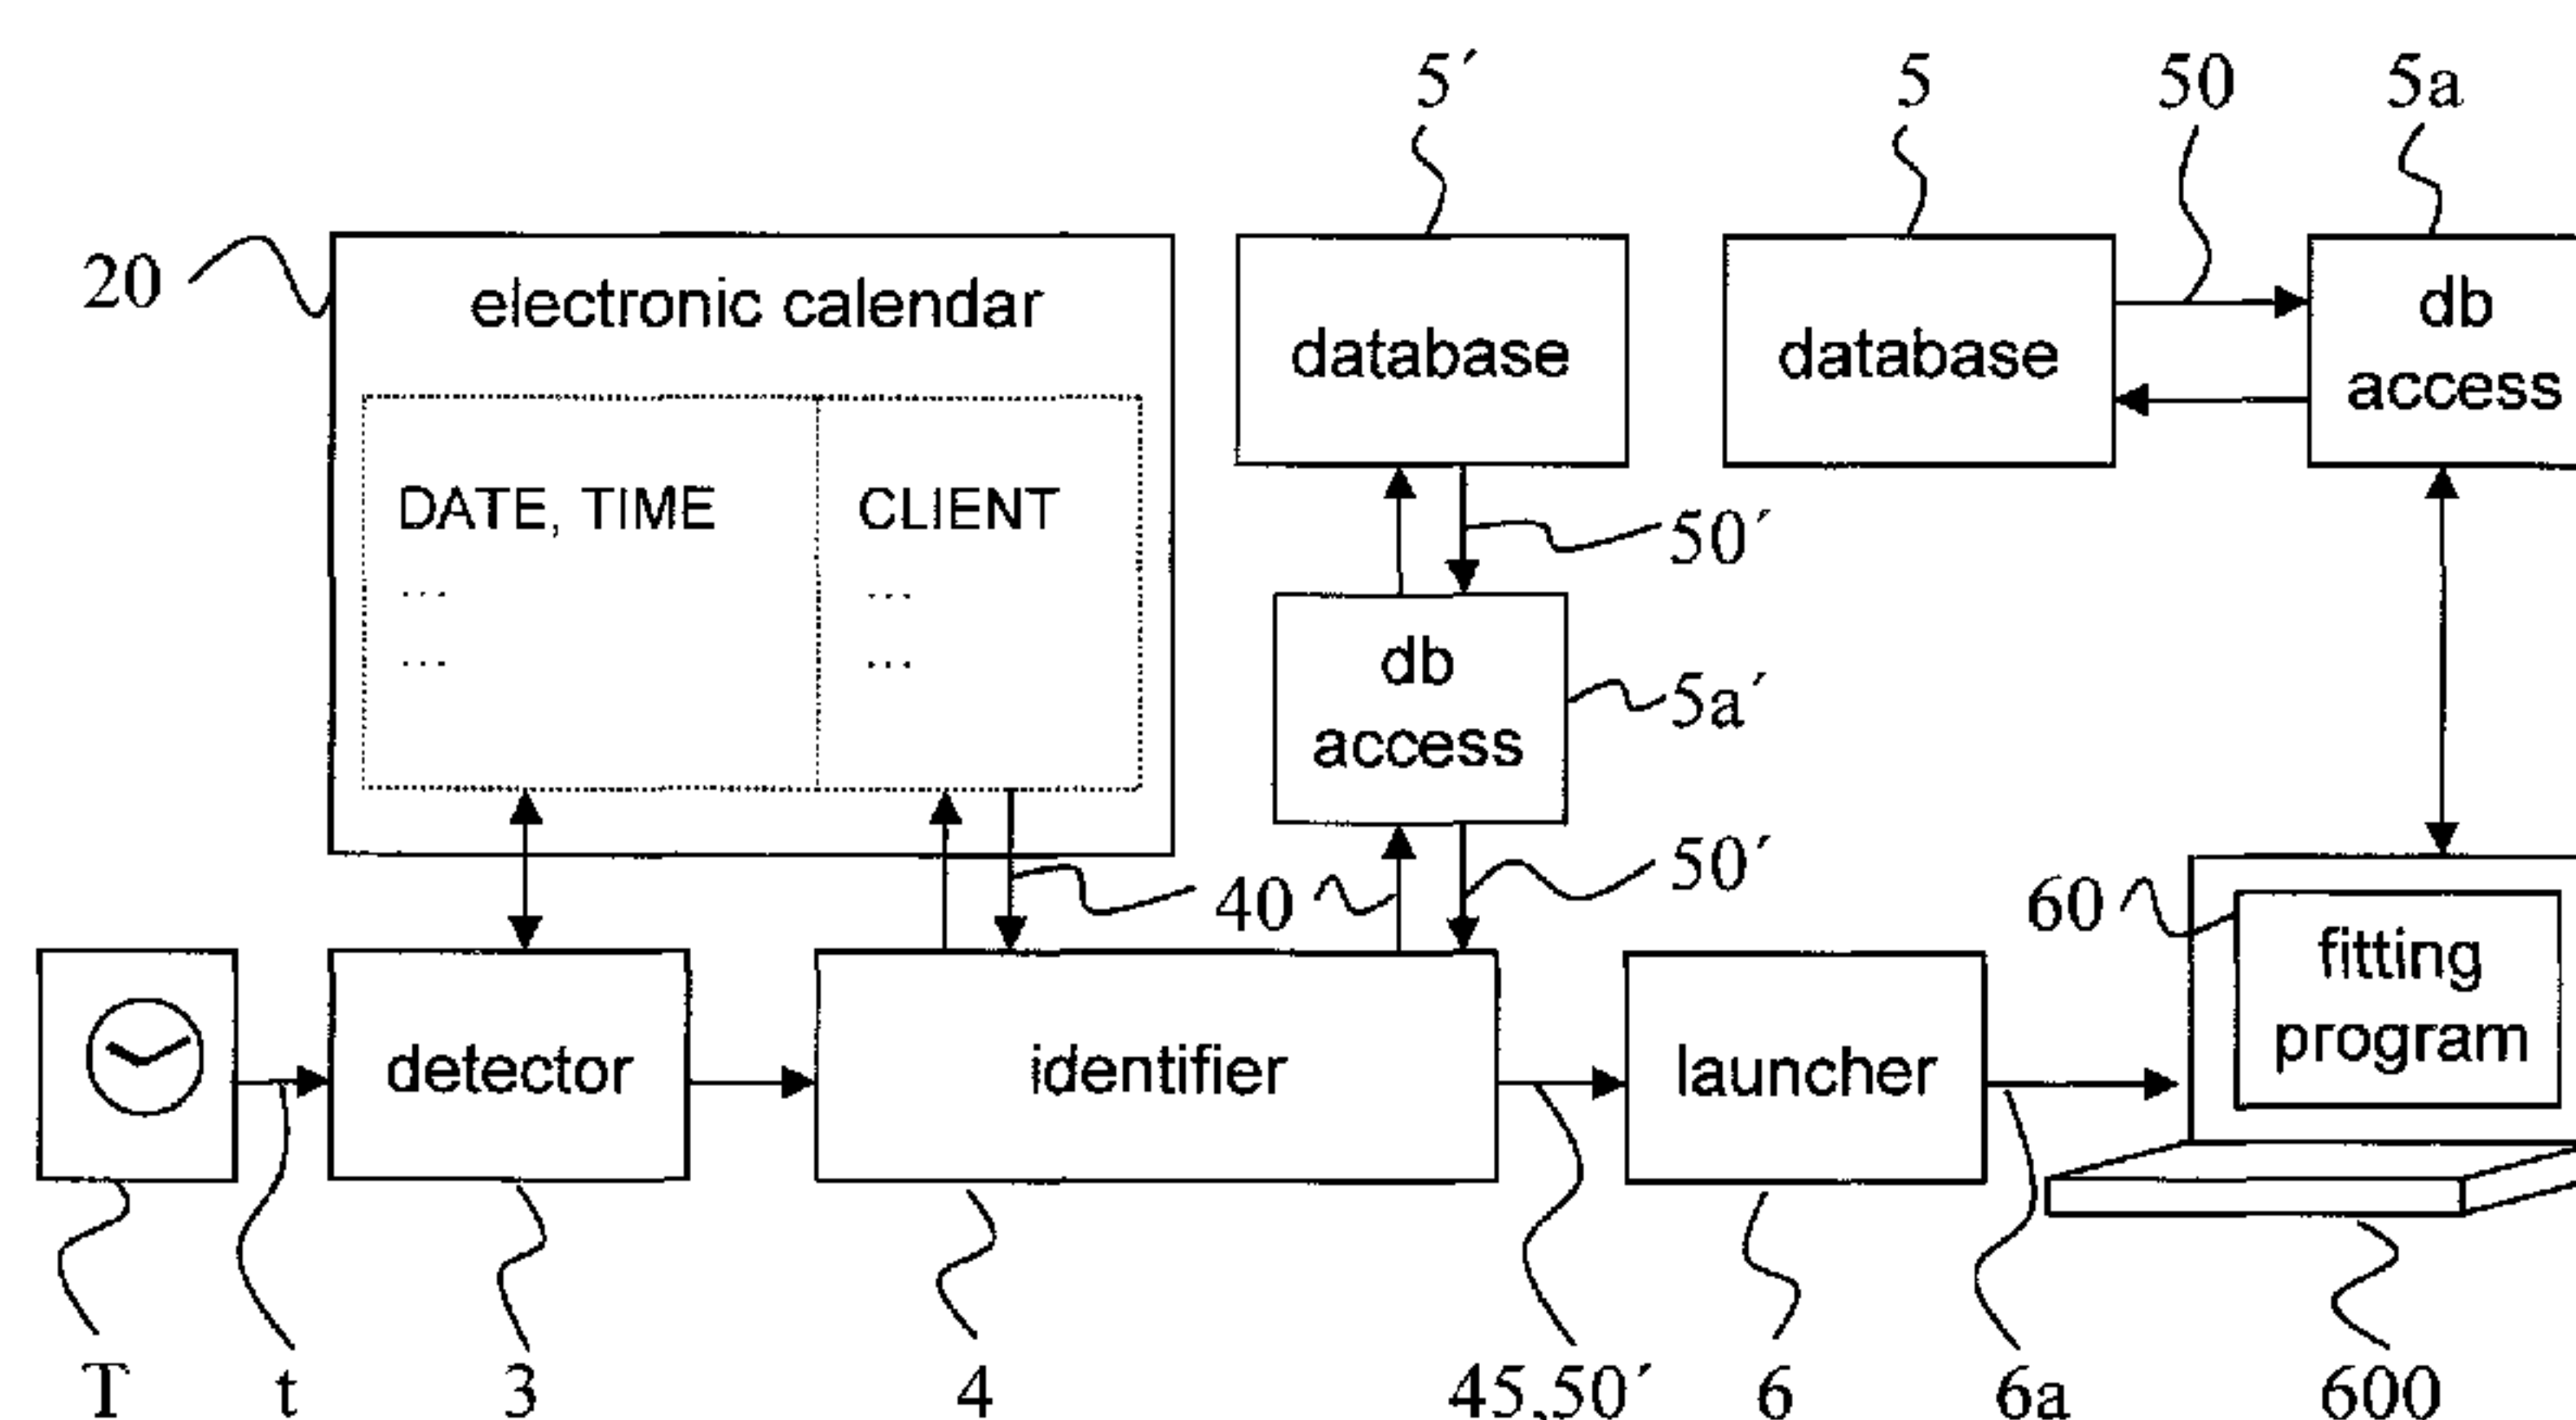 5´ 5 50 5a
20
electronic calendar
DATE, TIME CLIENT
... ...
... ...
database
database
db
access
50´
db
access
5a´
40
50´
60
fitting
program
detector
identifier
launcher
T t 3 4 45,50´ 6 6a 600